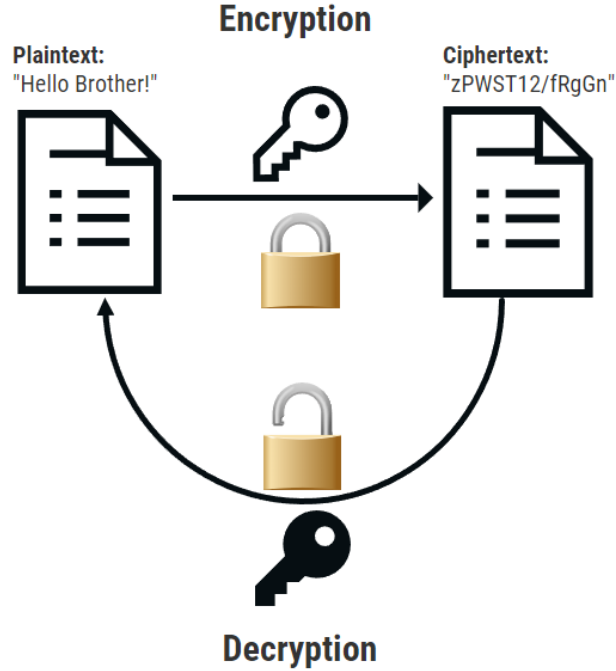 Encryption
Plaintext:
"Hello Brother!"
Ciphertext:
"zPWST12/fRgGn"
Decryption